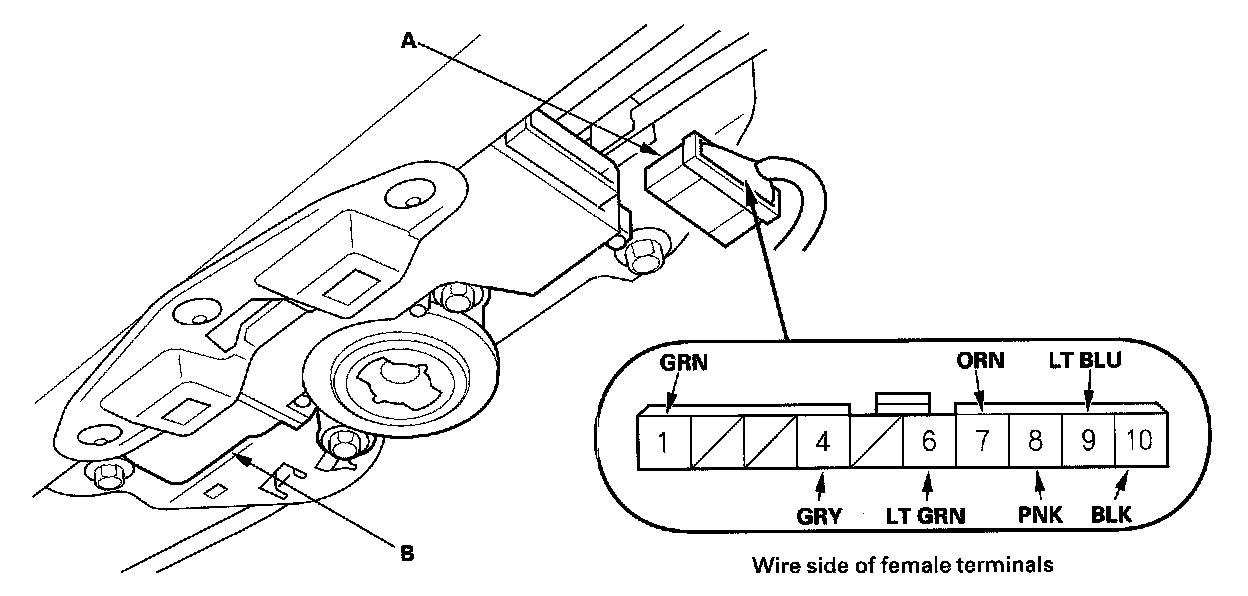 A
GRN
ORN
LT BLU
1
4
6
7
8
9
10
GRY
LT GRN
PNK
BLK
B
Wire side of female terminals